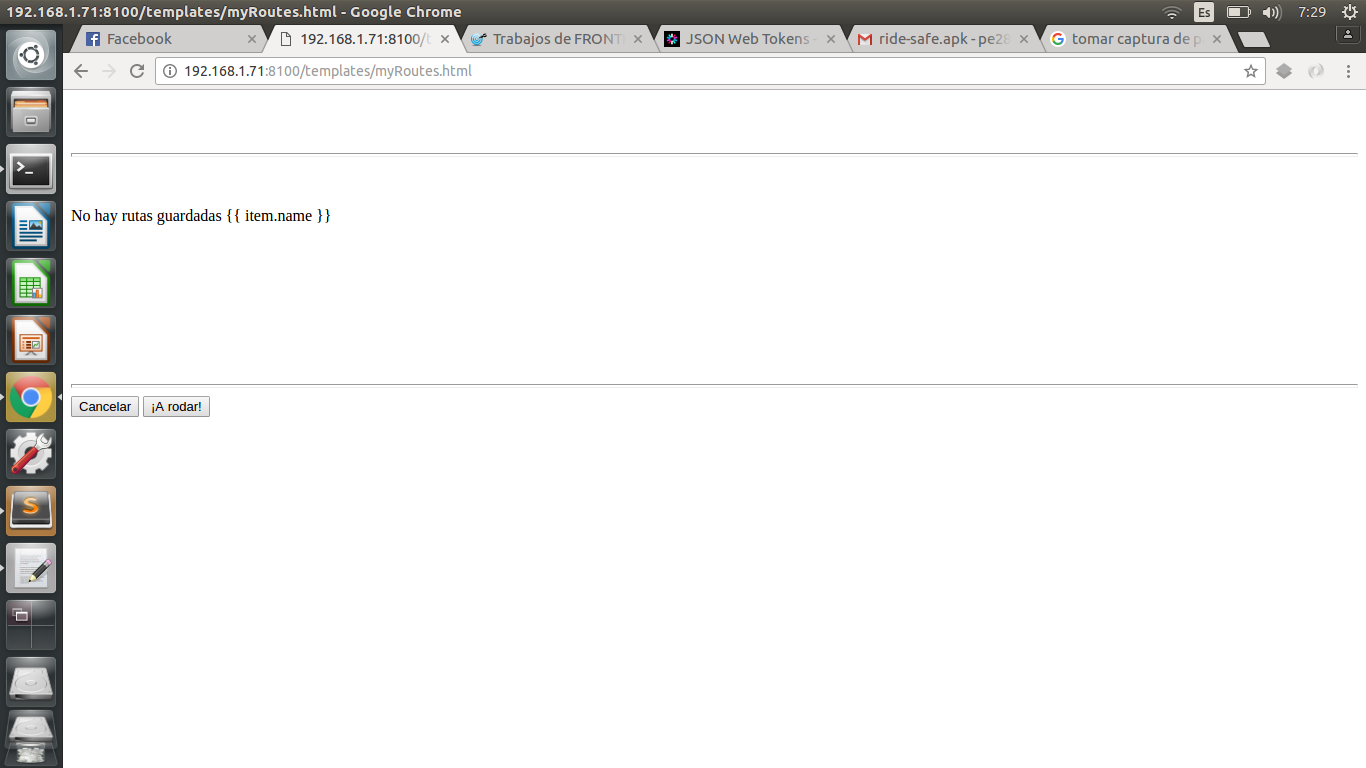 192.168.1.71:8100/templates/myRoutes.html - Google Chrome
Es
7:29
Facebook
192.168.1.71:8100/t
Trabajos de FRONT
JSON Web Tokens -
ride-safe.apk - pe28
tomar captura de p
192.168.1.71:8100/templates/myRoutes.html
No hay rutas guardadas {{ item.name }}
Cancelar
¡A rodar!